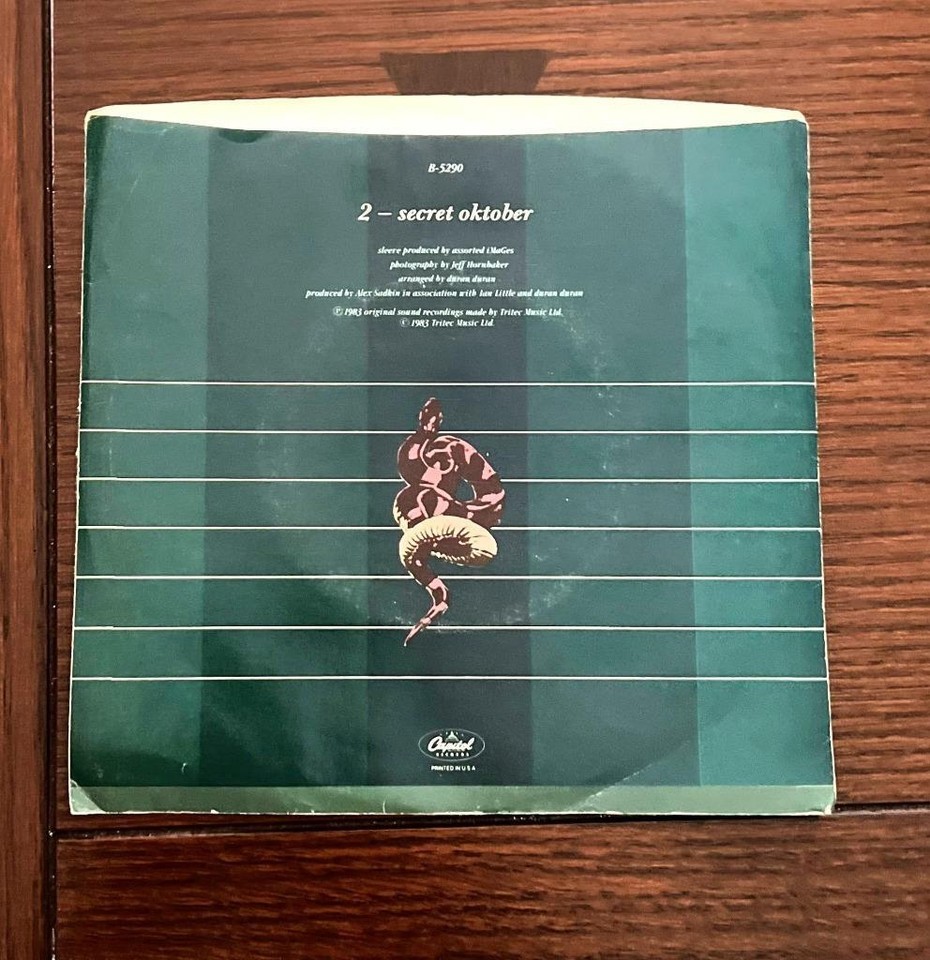 B-5290
2 – secret oktober
sleeve produced by assorted iMaGes
photography by Jeff Hornbaker
arranged by duran duran
produced by Alex Sadkin in association with Ian Little and duran duran
Ⓟ 1983 original sound recordings made by Tritec Music Ltd.
© 1983 Tritec Music Ltd.
Capitol
RECORDS
PRINTED IN U S A